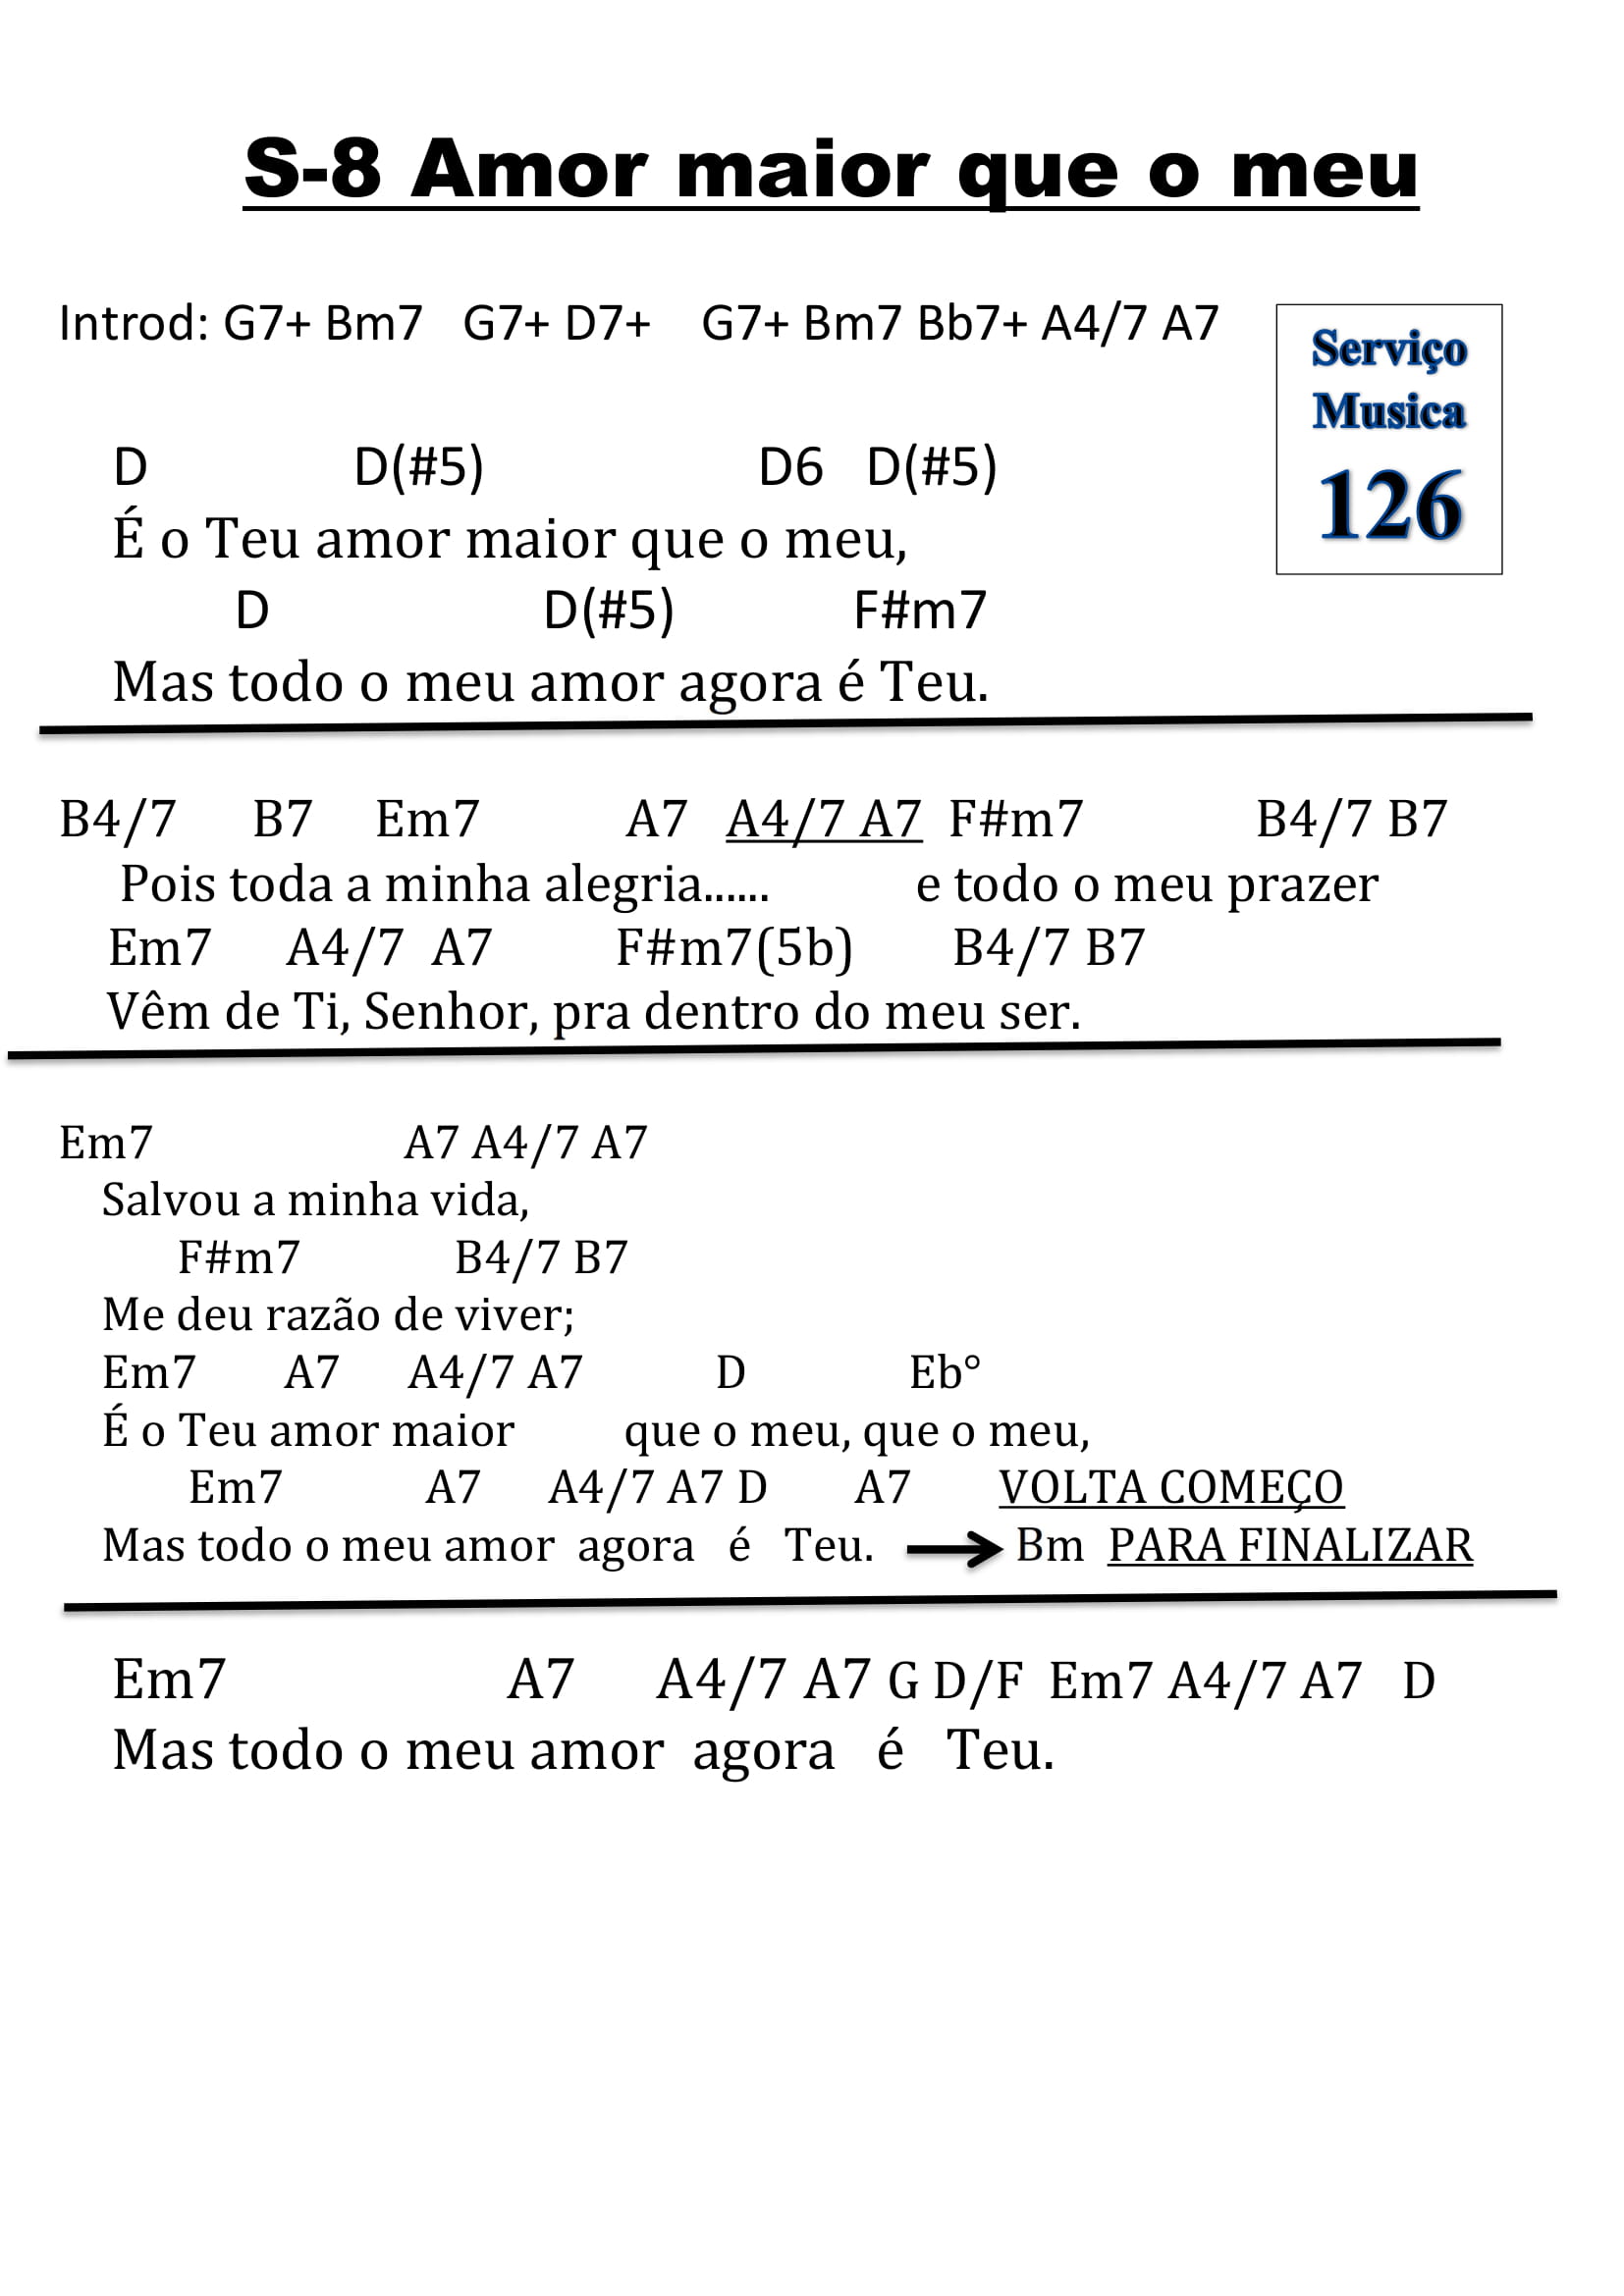 S-8 Amor maior que o meu
Introd: G7+ Bm7   G7+ D7+    G7+ Bm7 Bb7+ A4/7 A7
Serviço
Musica
126
D               D(#5)                    D6   D(#5)
É o Teu amor maior que o meu,
D                    D(#5)             F#m7
Mas todo o meu amor agora é Teu.
B4/7      B7     Em7           A7   A4/7 A7  F#m7             B4/7 B7
Pois toda a minha alegria......           e todo o meu prazer
Em7      A4/7  A7         F#m7(5b)        B4/7 B7
Vêm de Ti, Senhor, pra dentro do meu ser.
Em7                     A7 A4/7 A7
Salvou a minha vida,
F#m7             B4/7 B7
Me deu razão de viver;
Em7       A7      A4/7 A7           D              Eb°
É o Teu amor maior         que o meu, que o meu,
Em7            A7      A4/7 A7 D       A7       VOLTA COMEÇO
Mas todo o meu amor  agora   é   Teu.  → Bm  PARA FINALIZAR
Em7                    A7      A4/7 A7 G D/F  Em7 A4/7 A7   D
Mas todo o meu amor  agora   é   Teu.